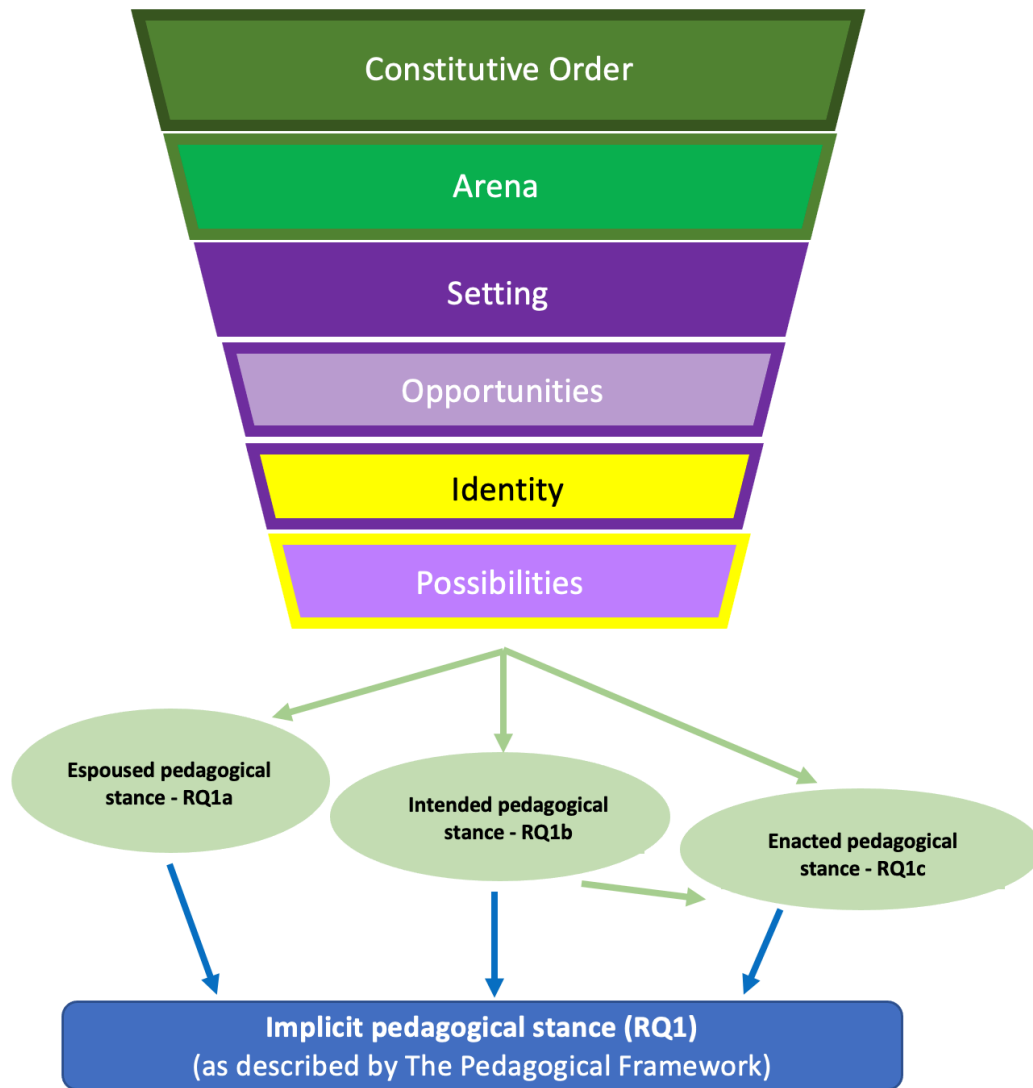 Constitutive Order
Arena
Setting
Opportunities
Identity
Possibilities
Espoused pedagogical
stance - RQ1a
Intended pedagogical
stance - RQ1b
Enacted pedagogical
stance - RQ1c
Implicit pedagogical stance (RQ1)
(as described by The Pedagogical Framework)